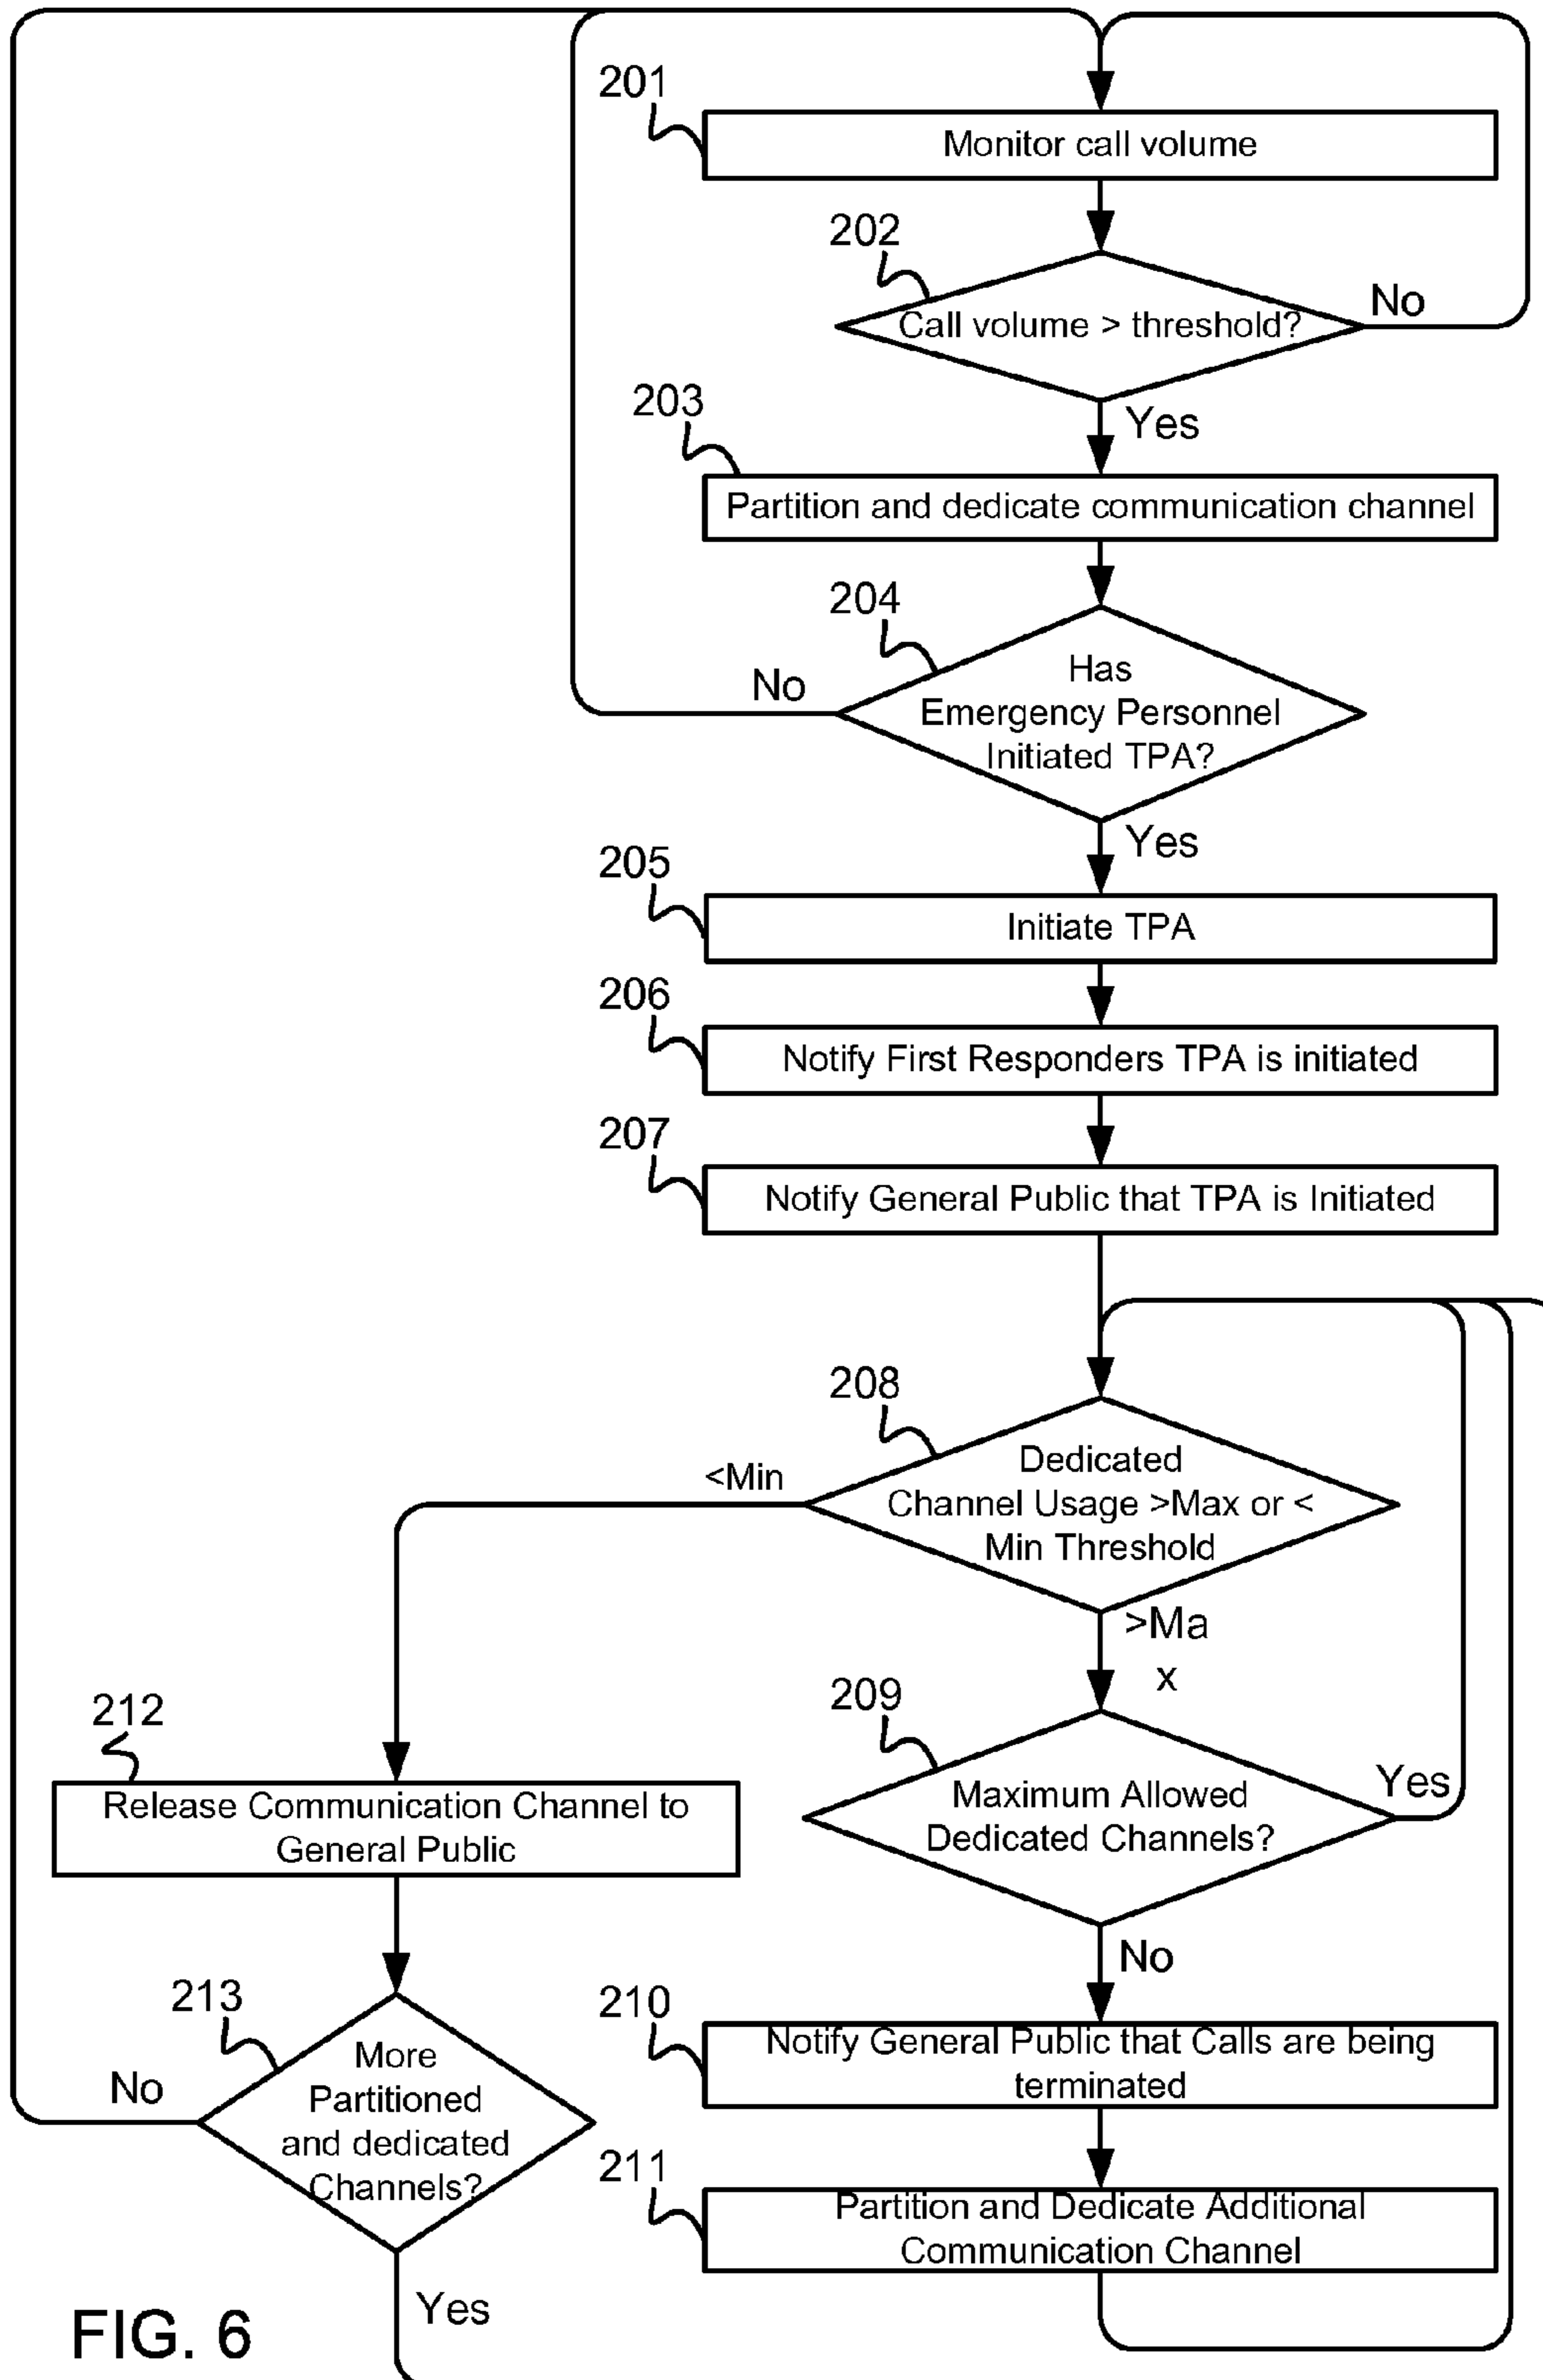 201
Monitor call volume
202
Call volume > threshold?
No
Yes
203
Partition and dedicate communication channel
204
Has
Emergency Personnel
Initiated TPA?
No
Yes
205
Initiate TPA
206
Notify First Responders TPA is initiated
207
Notify General Public that TPA is Initiated
208
Dedicated
Channel Usage >Max or <
Min Threshold
<Min
>Ma
x
209
Maximum Allowed
Dedicated Channels?
Yes
No
212
Release Communication Channel to
General Public
213
More
Partitioned
and dedicated
Channels?
No
Yes
210
Notify General Public that Calls are being
terminated
211
Partition and Dedicate Additional
Communication Channel
FIG. 6